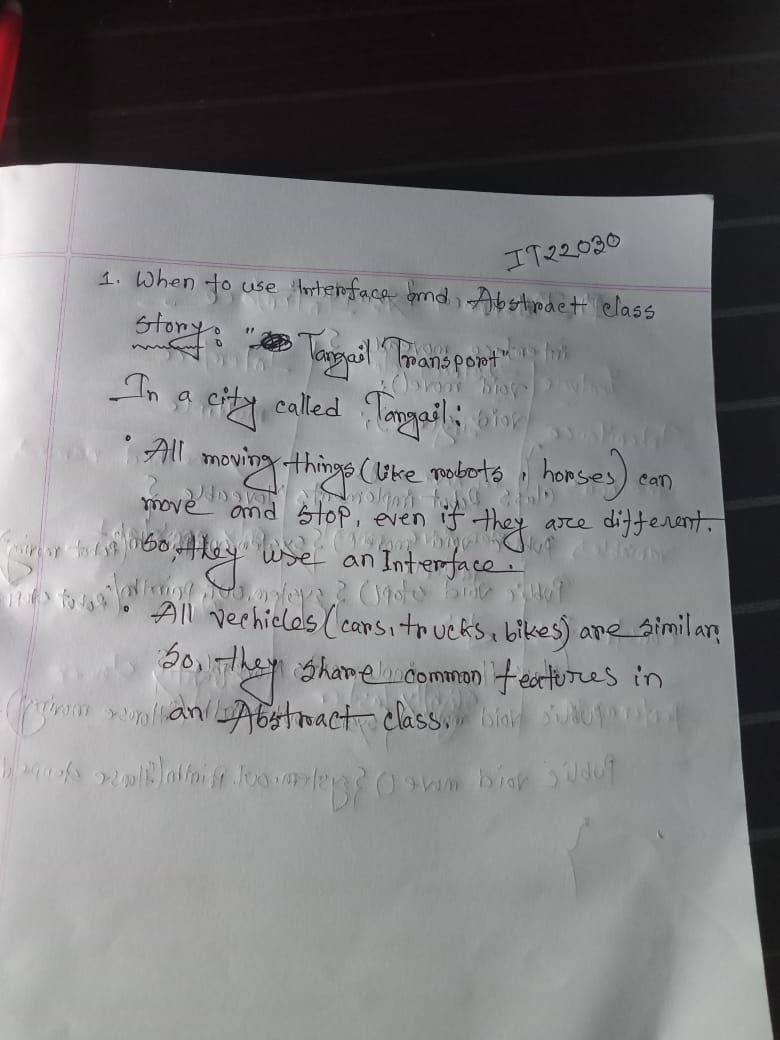 IT22030
1. When to use Interface and Abstract class
Story: "Tangail Transport"
In a city called Tangail:
• All moving things (like robots, horses) can
move and stop, even if they are different.
So, they use an Interface.
• All vechicles (cars, trucks, bikes) are similar,
So, they share common features in
an Abstract class.